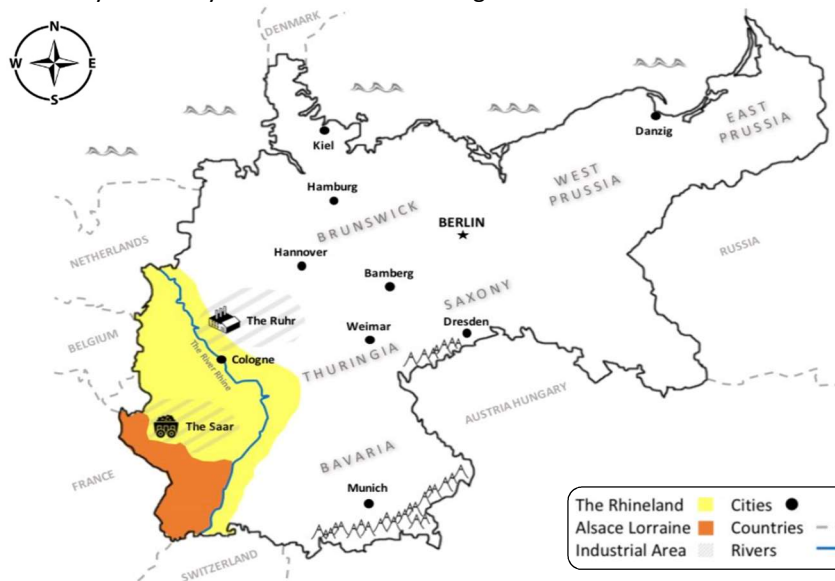 N
W E
S
DENMARK
Kiel
Danzig
EAST
PRUSSIA
WEST
PRUSSIA
Hamburg
BRUNSWICK
BERLIN
NETHERLANDS
Hannover
RUSSIA
Bamberg
SAXONY
The Ruhr
BELGIUM
Weimar
Dresden
The River Rhine
Cologne
THURINGIA
AUSTRIA HUNGARY
The Saar
FRANCE
BAVARIA
Munich
SWITZERLAND
The Rhineland Cities
Alsace Lorraine Countries
Industrial Area Rivers